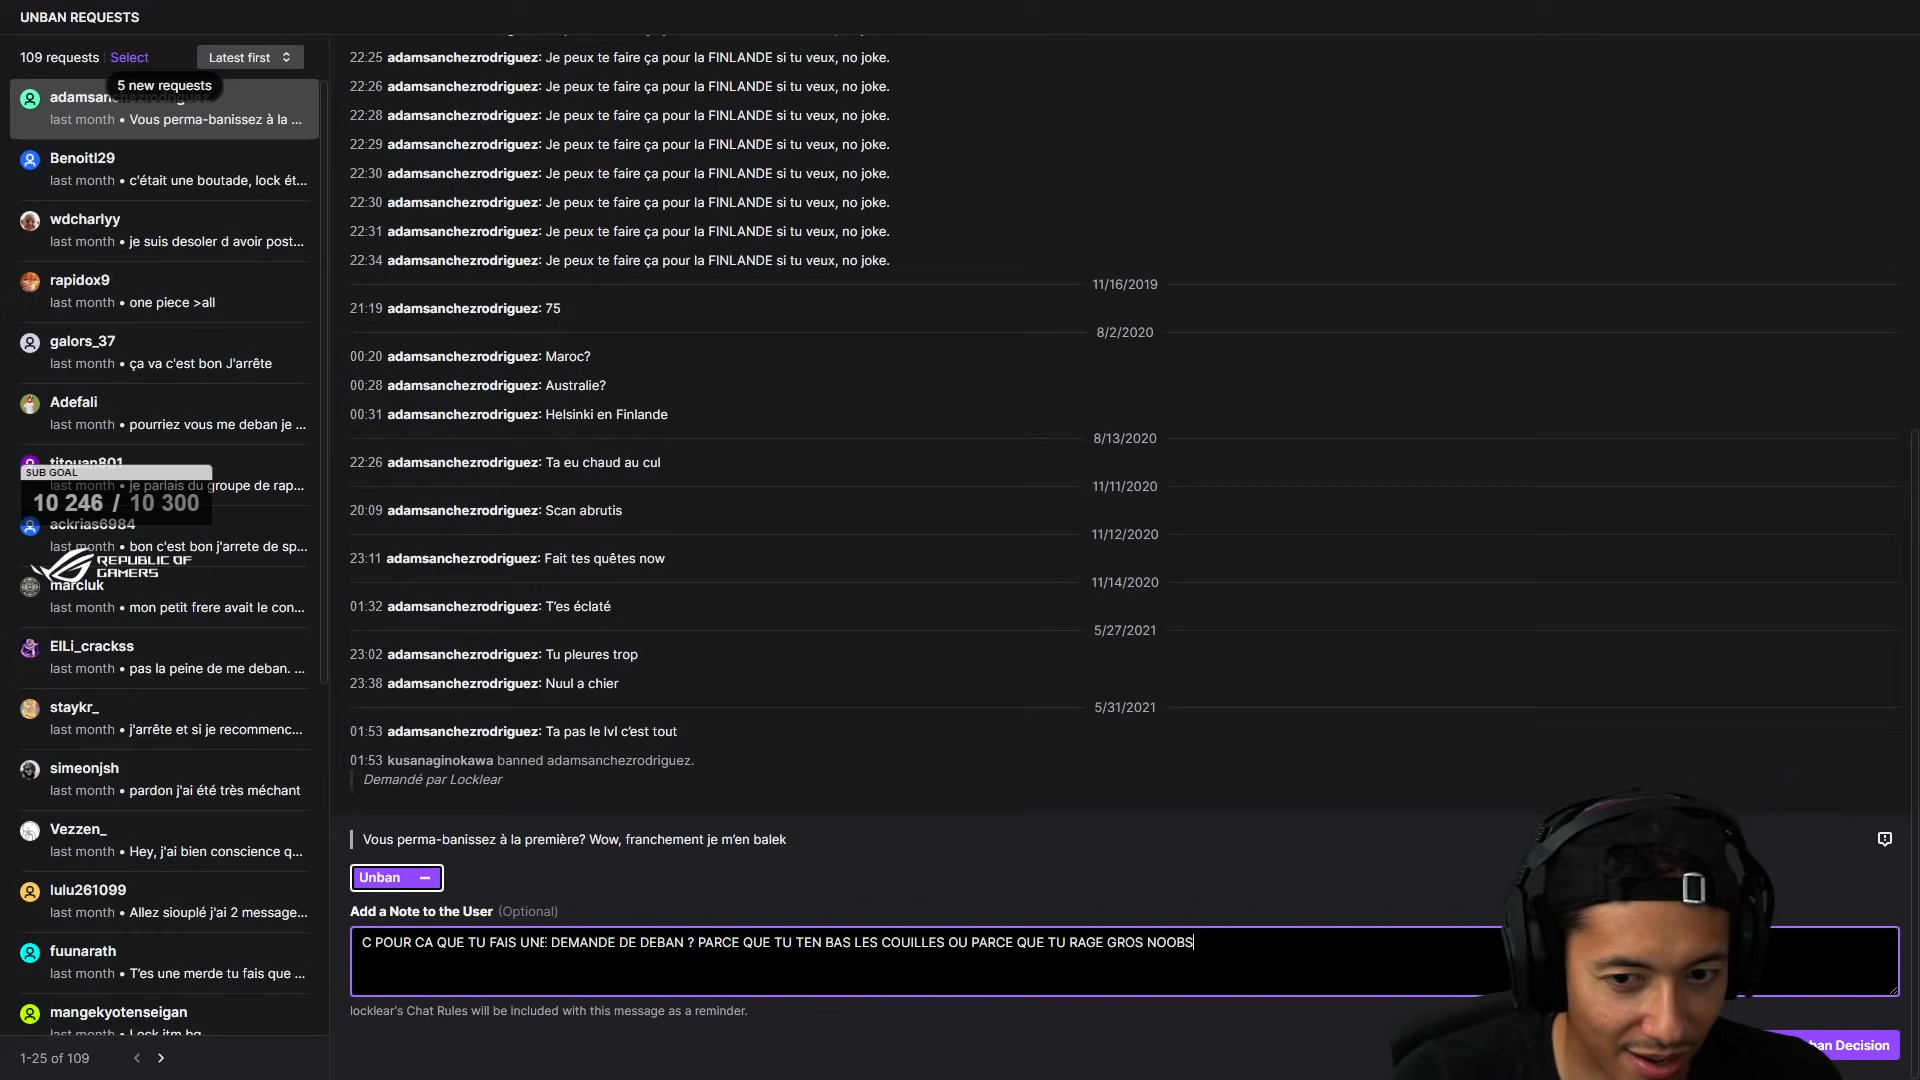 UNBAN REQUESTS
109 requests Select Latest first
5 new requests
adamsan
last month • Vous perma-banissez à la ...
Benoitl29
last month • c'était une boutade, lock ét...
wdcharlyy
last month • je suis desoler d avoir post...
rapidox9
last month • one piece >all
galors_37
last month • ça va c'est bon J'arrête
Adefali
last month • pourriez vous me deban je ...
titouan801
SUB GOAL
last month • je parlais du groupe de rap...
10 246 / 10 300
ackrias6984
last month • bon c'est bon j'arrete de sp...
REPUBLIC OF
GAMERS
marcluk
last month • mon petit frere avait le con...
ElLi_crackss
last month • pas la peine de me deban. ...
staykr_
last month • j'arrête et si je recommenc...
simeonjsh
last month • pardon j'ai été très méchant
Vezzen_
last month • Hey, j'ai bien conscience q...
lulu261099
last month • Allez siouplé j'ai 2 message...
fuunarath
last month • T'es une merde tu fais que ...
mangekyotenseigan
last month • Lock jtm bg
1-25 of 109
22:25 adamsanchezrodriguez: Je peux te faire ça pour la FINLANDE si tu veux, no joke.
22:26 adamsanchezrodriguez: Je peux te faire ça pour la FINLANDE si tu veux, no joke.
22:28 adamsanchezrodriguez: Je peux te faire ça pour la FINLANDE si tu veux, no joke.
22:29 adamsanchezrodriguez: Je peux te faire ça pour la FINLANDE si tu veux, no joke.
22:30 adamsanchezrodriguez: Je peux te faire ça pour la FINLANDE si tu veux, no joke.
22:30 adamsanchezrodriguez: Je peux te faire ça pour la FINLANDE si tu veux, no joke.
22:31 adamsanchezrodriguez: Je peux te faire ça pour la FINLANDE si tu veux, no joke.
22:34 adamsanchezrodriguez: Je peux te faire ça pour la FINLANDE si tu veux, no joke.
11/16/2019
21:19 adamsanchezrodriguez: 75
8/2/2020
00:20 adamsanchezrodriguez: Maroc?
00:28 adamsanchezrodriguez: Australie?
00:31 adamsanchezrodriguez: Helsinki en Finlande
8/13/2020
22:26 adamsanchezrodriguez: Ta eu chaud au cul
11/11/2020
20:09 adamsanchezrodriguez: Scan abrutis
11/12/2020
23:11 adamsanchezrodriguez: Fait tes quêtes now
11/14/2020
01:32 adamsanchezrodriguez: T'es éclaté
5/27/2021
23:02 adamsanchezrodriguez: Tu pleures trop
23:38 adamsanchezrodriguez: Nuul a chier
5/31/2021
01:53 adamsanchezrodriguez: Ta pas le lvl c'est tout
01:53 kusanaginokawa banned adamsanchezrodriguez.
Demandé par Locklear
Vous perma-banissez à la première? Wow, franchement je m'en balek
Unban
Add a Note to the User (Optional)
C POUR CA QUE TU FAIS UNE DEMANDE DE DEBAN ? PARCE QUE TU TEN BAS LES COUILLES OU PARCE QUE TU RAGE GROS NOOBS
locklear's Chat Rules will be included with this message as a reminder.
Decision